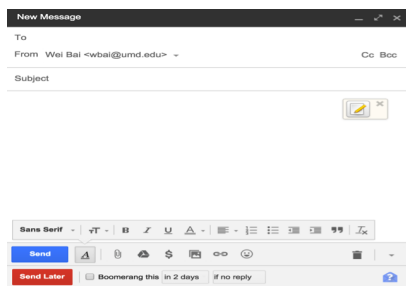 New Message
To
From Wei Bai <wbai@umd.edu> Cc Bcc
Subject
Sans Serif T B I U A Tx
Send A $
Send Later Boomerang this in 2 days if no reply